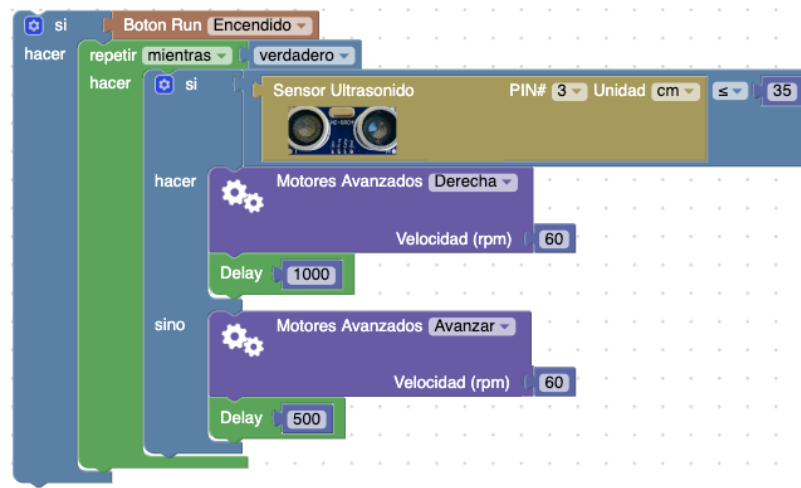 si Boton Run Encendido
hacer repetir mientras verdadero
hacer si Sensor Ultrasonido PIN# 3 Unidad cm ≤ 35
hacer Motores Avanzados Derecha
Velocidad (rpm) 60
Delay 1000
sino Motores Avanzados Avanzar
Velocidad (rpm) 60
Delay 500